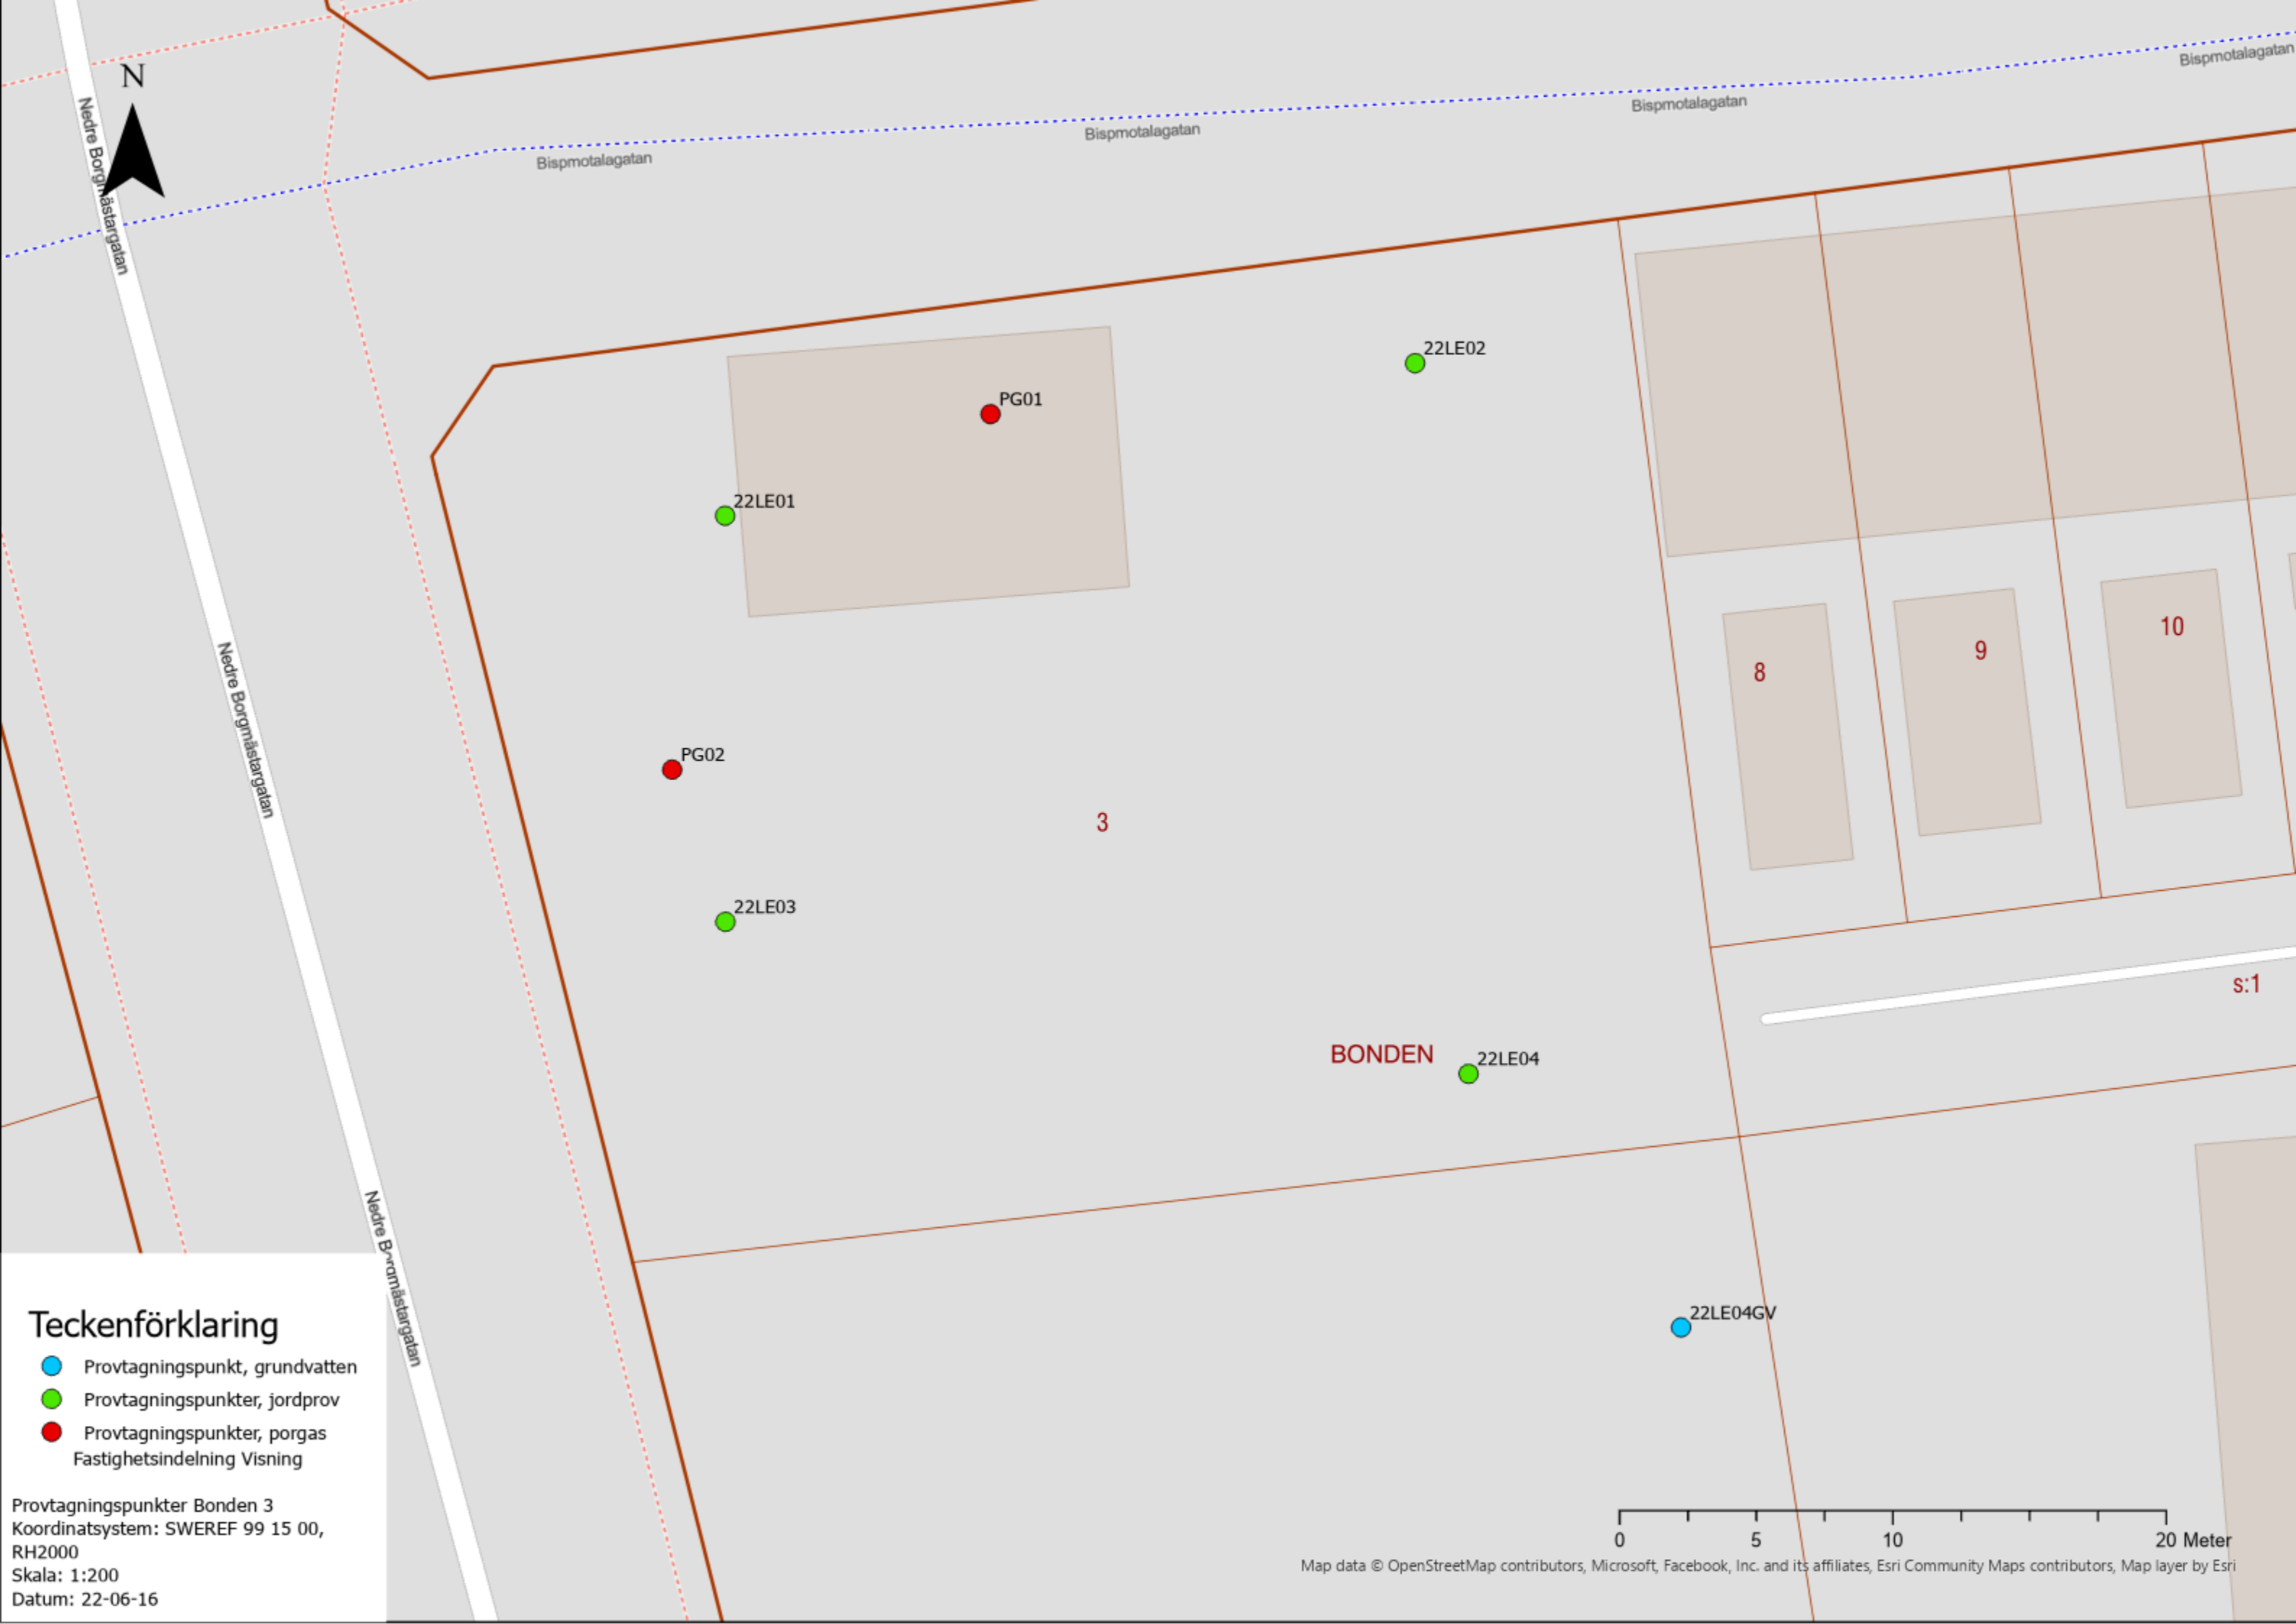 N
Nedre Borgmästargatan
Bispmotalagatan
Bispmotalagatan
Bispmotalagatan
Bispmotalagatan
22LE02
PG01
22LE01
Nedre Borgmästargatan
8
9
10
PG02
3
22LE03
s:1
BONDEN
22LE04
Nedre Borgmästargatan
22LE04GV
Teckenförklaring
Provtagningspunkt, grundvatten
Provtagningspunkter, jordprov
Provtagningspunkter, porgas
Fastighetsindelning Visning
Provtagningspunkter Bonden 3
Koordinatsystem: SWEREF 99 15 00,
RH2000
Skala: 1:200
Datum: 22-06-16
0 5 10 20 Meter
Map data © OpenStreetMap contributors, Microsoft, Facebook, Inc. and its affiliates, Esri Community Maps contributors, Map layer by Esri